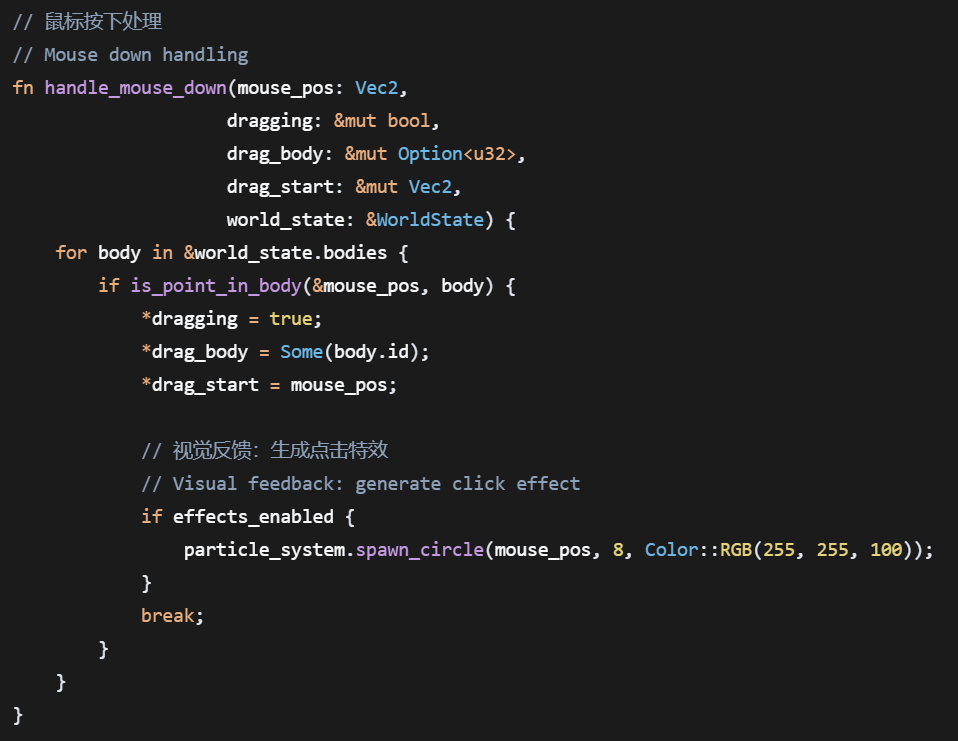 // 鼠标按下处理
// Mouse down handling
fn handle_mouse_down(mouse_pos: Vec2,
                    dragging: &mut bool,
                    drag_body: &mut Option<u32>,
                    drag_start: &mut Vec2,
                    world_state: &WorldState) {
    for body in &world_state.bodies {
        if is_point_in_body(&mouse_pos, body) {
            *dragging = true;
            *drag_body = Some(body.id);
            *drag_start = mouse_pos;

            // 视觉反馈：生成点击特效
            // Visual feedback: generate click effect
            if effects_enabled {
                particle_system.spawn_circle(mouse_pos, 8, Color::RGB(255, 255, 100));
            }
            break;
        }
    }
}